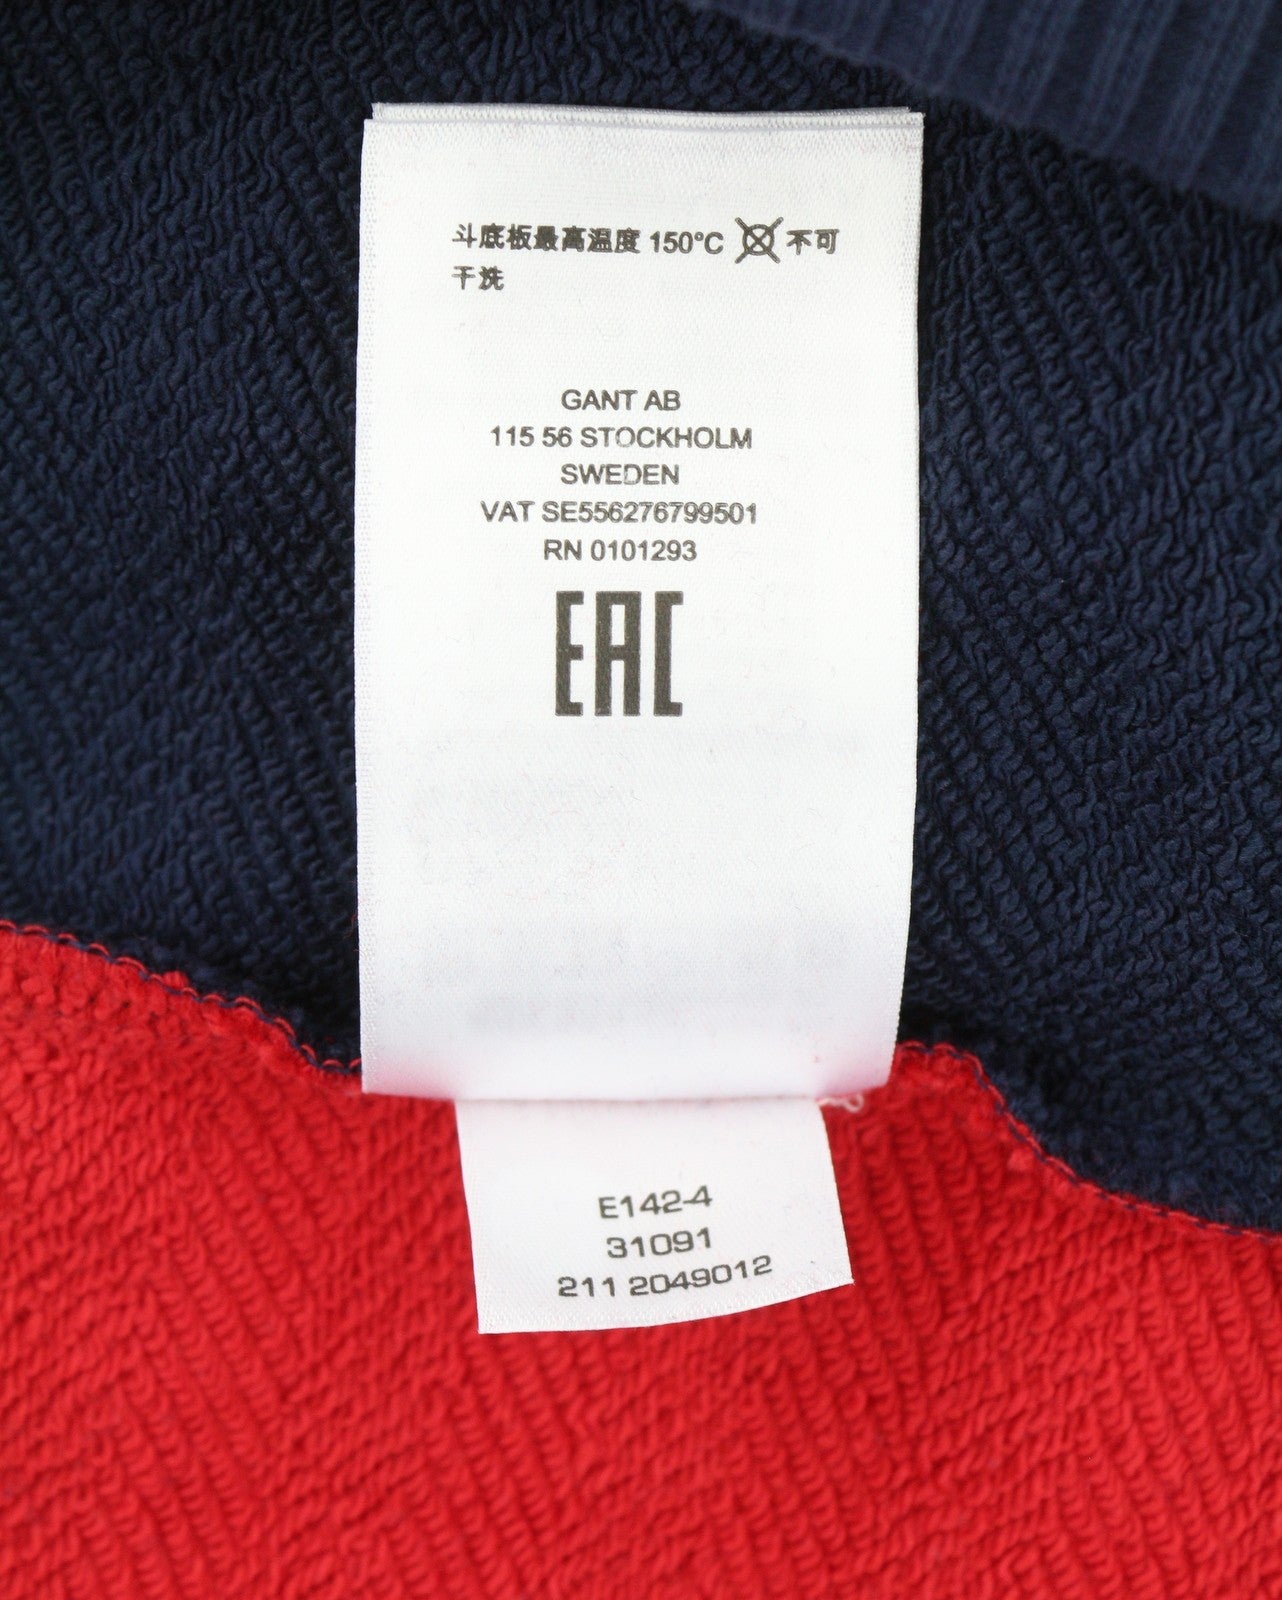 斗底板最高温度 150°C 不可
干洗
GANT AB
115 56 STOCKHOLM
SWEDEN
VAT SE556276799501
RN 0101293
EAC
E142-4
31091
211 2049012